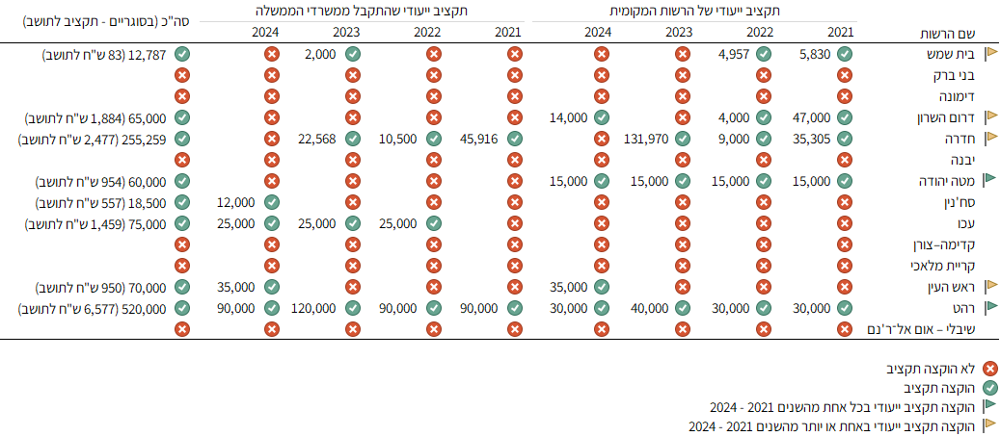 תקציב ייעודי של הרשות המקומית תקציב ייעודי שהתקבל ממשרדי הממשלה סה"כ (בסוגריים - תקציב לתושב)
שם הרשות 2021 2022 2023 2024 2021 2022 2023 2024
בית שמש 5,830 4,957 2,000 12,787 (83 ש"ח לתושב)
בני ברק
דימונה
דרום השרון 47,000 4,000 14,000 65,000 (1,884 ש"ח לתושב)
חדרה 35,305 9,000 131,970 45,916 10,500 22,568 255,259 (2,477 ש"ח לתושב)
יבנה
מטה יהודה 15,000 15,000 15,000 15,000 60,000 (954 ש"ח לתושב)
סח'נין 12,000 18,500 (557 ש"ח לתושב)
עכו 25,000 25,000 25,000 75,000 (1,459 ש"ח לתושב)
קדימה–צורן
קריית מלאכי
ראש העין 35,000 35,000 70,000 (950 ש"ח לתושב)
רהט 30,000 30,000 40,000 30,000 90,000 90,000 120,000 90,000 520,000 (6,577 ש"ח לתושב)
שיבלי – אום אל־ר'נם
לא הוקצה תקציב
הוקצה תקציב
הוקצה תקציב ייעודי בכל אחת מהשנים 2021 - 2024
הוקצה תקציב ייעודי באחת או יותר מהשנים 2021 - 2024